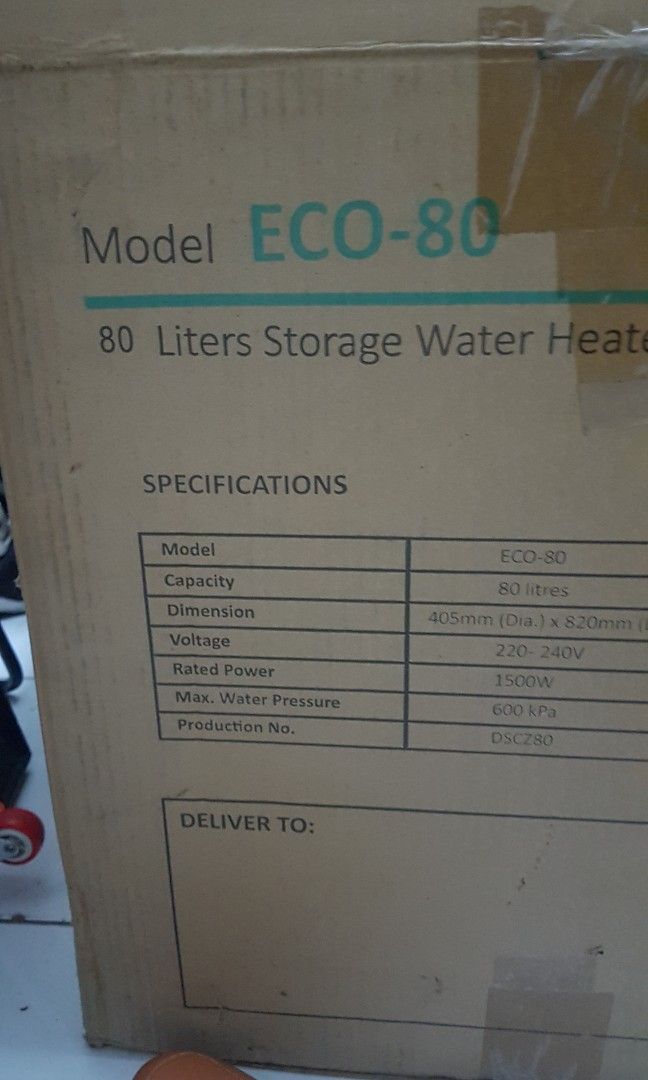 Model ECO-80
80 Liters Storage Water
SPECIFICATIONS
Model ECO-80
Capacity 80 litres
Dimension 405mm (Dia.) x 820mm
Voltage 220- 240V
Rated Power 1500W
Max. Water Pressure 600 kPa
Production No. DSCZ80
DELIVER TO: